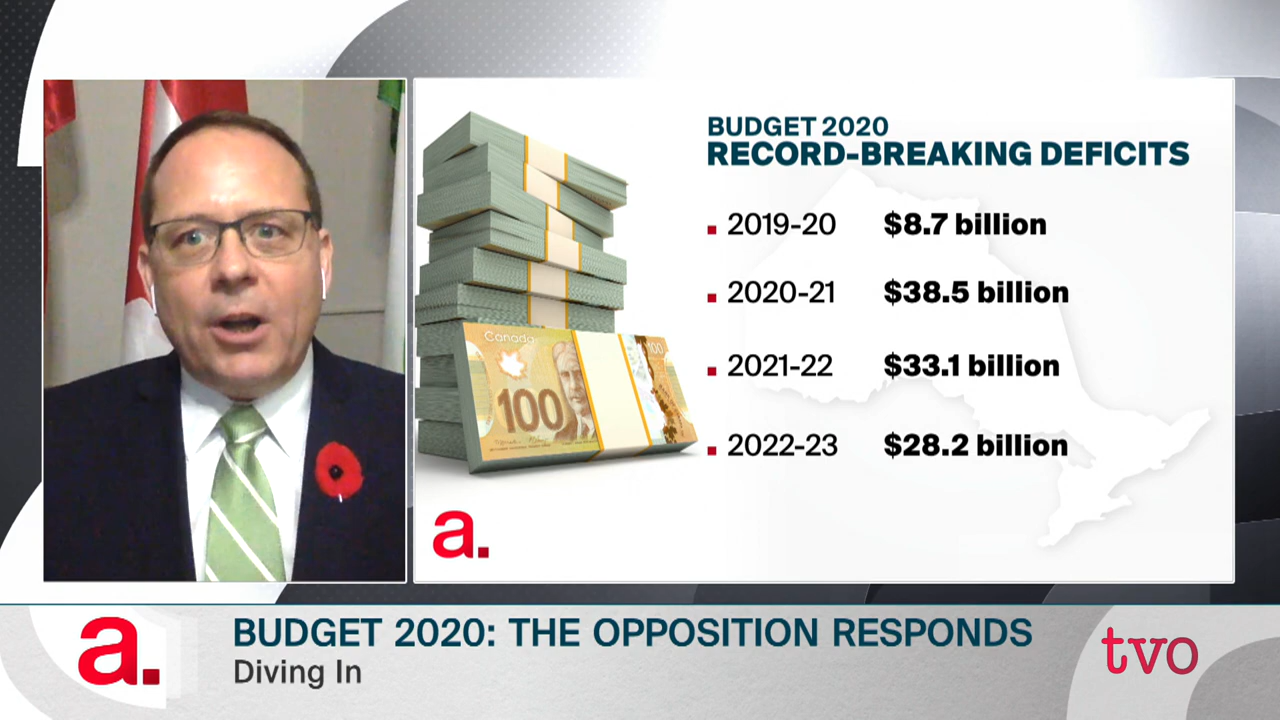 BUDGET 2020
RECORD-BREAKING DEFICITS
2019-20 $8.7 billion
2020-21 $38.5 billion
2021-22 $33.1 billion
2022-23 $28.2 billion
Canada
100
100
a.
a.
BUDGET 2020: THE OPPOSITION RESPONDS
Diving In
tvo